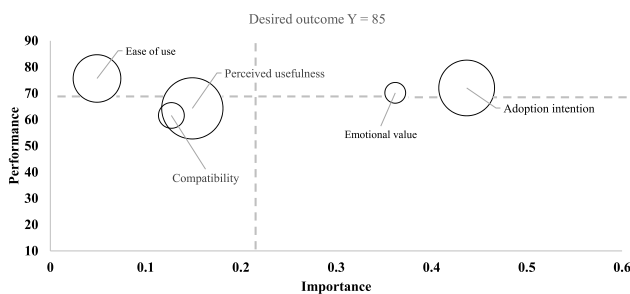 Desired outcome Y = 85
90
80
70
60
50
40
30
20
10
Performance
Ease of use
Perceived usefulness
Compatibility
Emotional value
Adoption intention
0 0.1 0.2 0.3 0.4 0.5 0.6
Importance